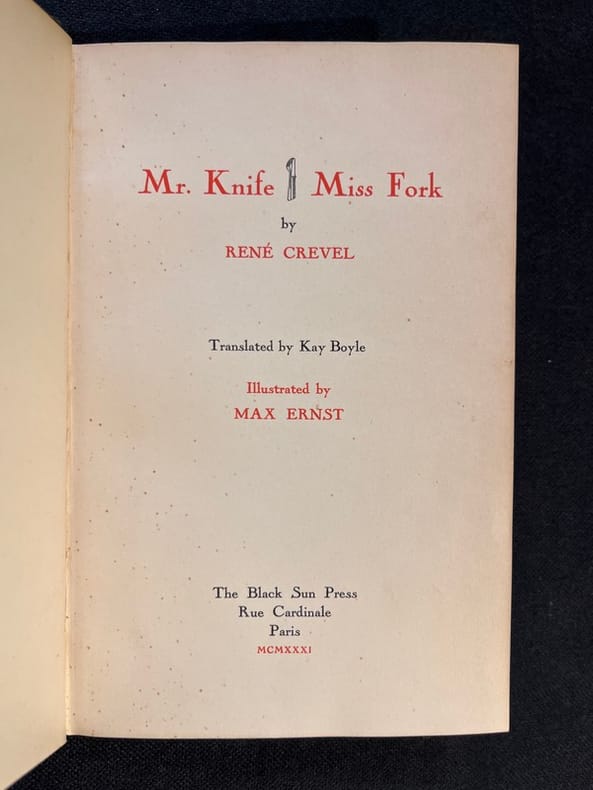 Mr. Knife Miss Fork
by
RENÉ CREVEL
Translated by Kay Boyle
Illustrated by
MAX ERNST
The Black Sun Press
Rue Cardinale
Paris
MCMXXXI